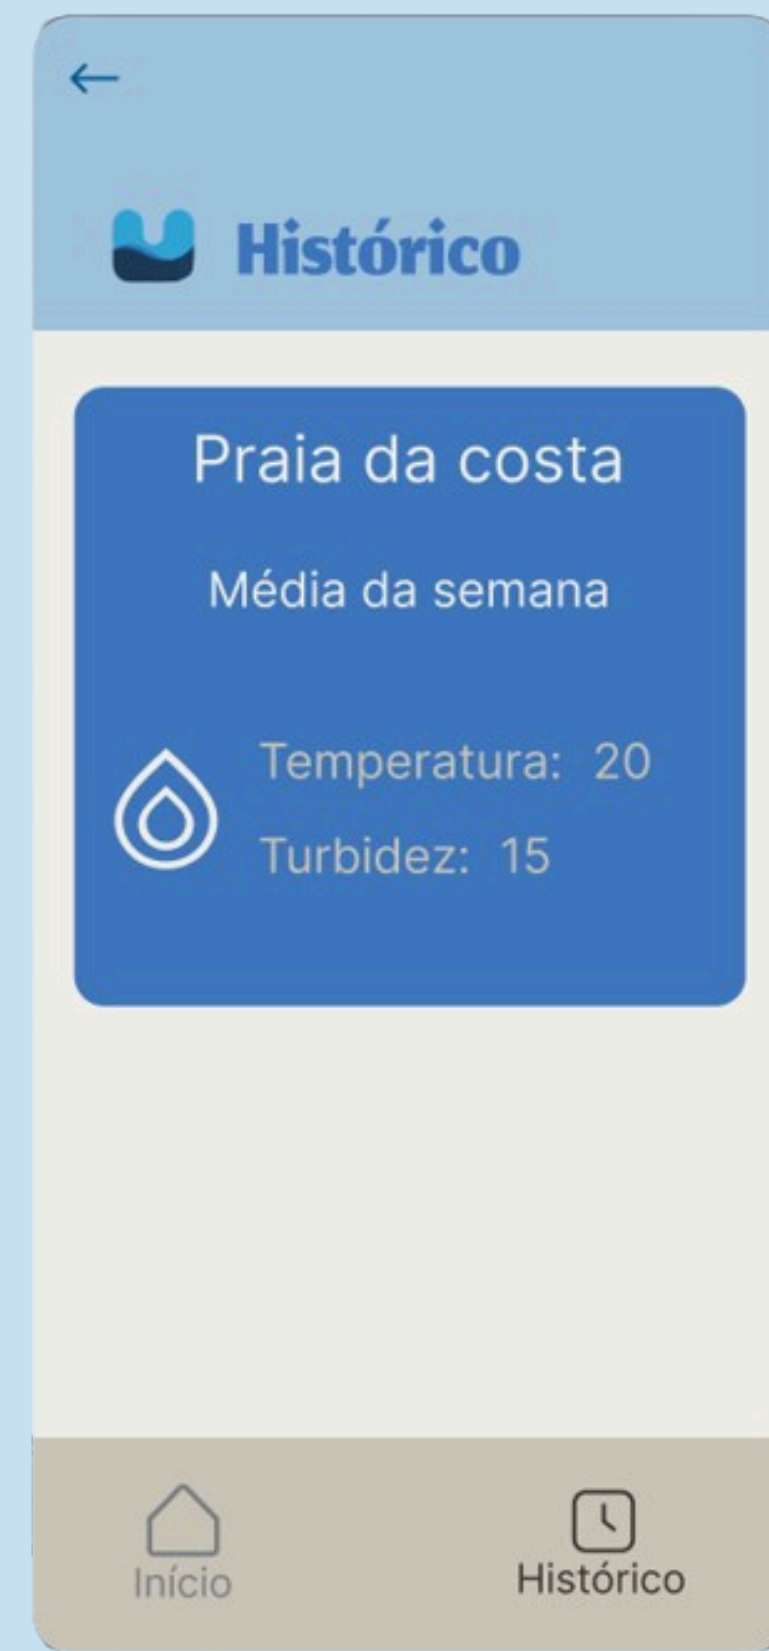 Histórico
Praia da costa
Média da semana
Temperatura: 20
Turbidez: 15
Início
Histórico